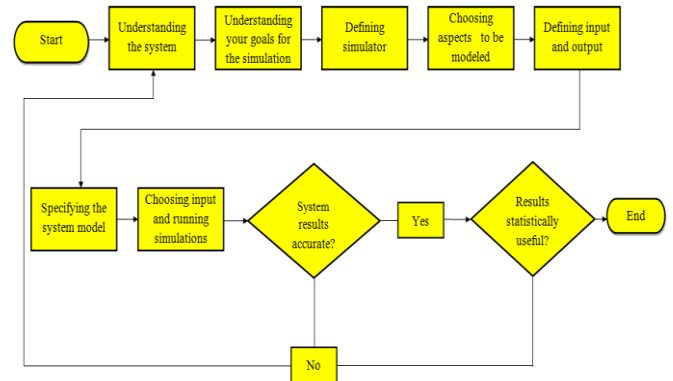 Start
Understanding
the system
Understanding
your goals for
the simulation
Defining
simulator
Choosing
aspects to be
modeled
Defining input
and output
Specifying the
system model
Choosing input
and running
simulations
System
results
accurate?
Yes
Results
statistically
useful?
End
No